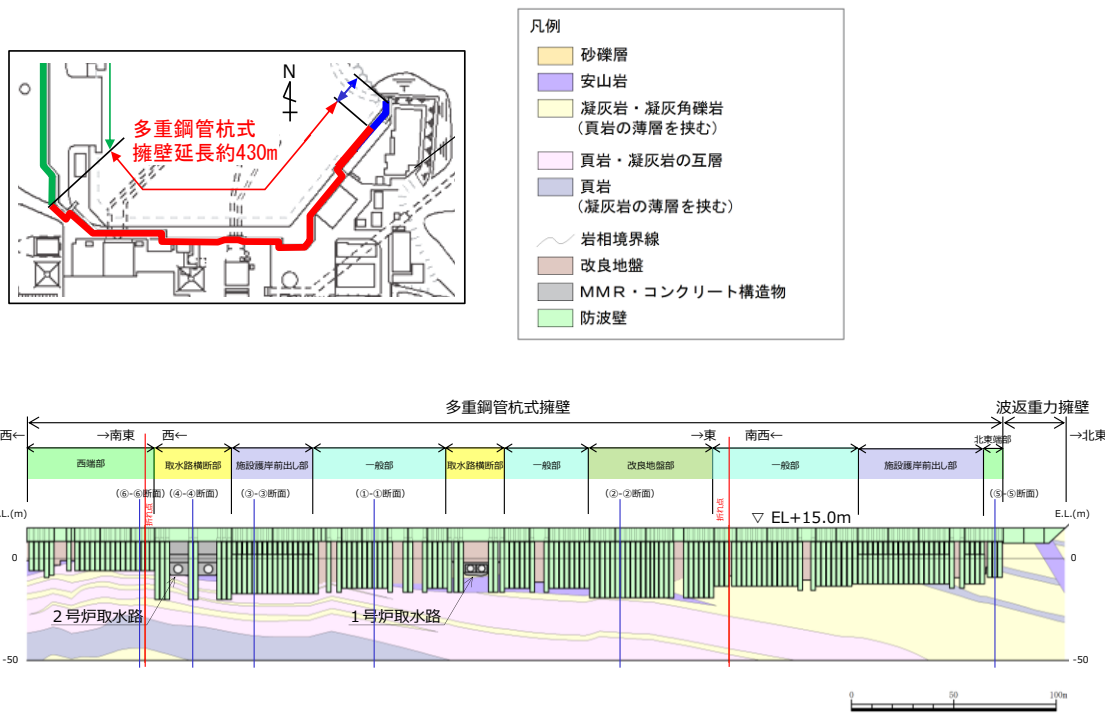 N
多重鋼管杭式
擁壁延長約430m
凡例
砂礫層
安山岩
凝灰岩・凝灰角礫岩
(頁岩の薄層を挟む)
頁岩・凝灰岩の互層
頁岩
(凝灰岩の薄層を挟む)
岩相境界線
改良地盤
MMR・コンクリート構造物
防波壁
多重鋼管杭式擁壁
波返重力擁壁
西←
→南東
西←
→東
南西←
→北東
西端部
取水路横断部
施設護岸前出し部
一般部
取水路横断部
一般部
改良地盤部
一般部
施設護岸前出し部
北東端部
(⑥-⑥断面)
(④-④断面)
(③-③断面)
(①-①断面)
(②-②断面)
(⑤-⑤断面)
折れ点
折れ点
.L.(m)
▽ EL+15.0m
E.L.(m)
0
0
2号炉取水路
1号炉取水路
-50
-50
0
50
100m